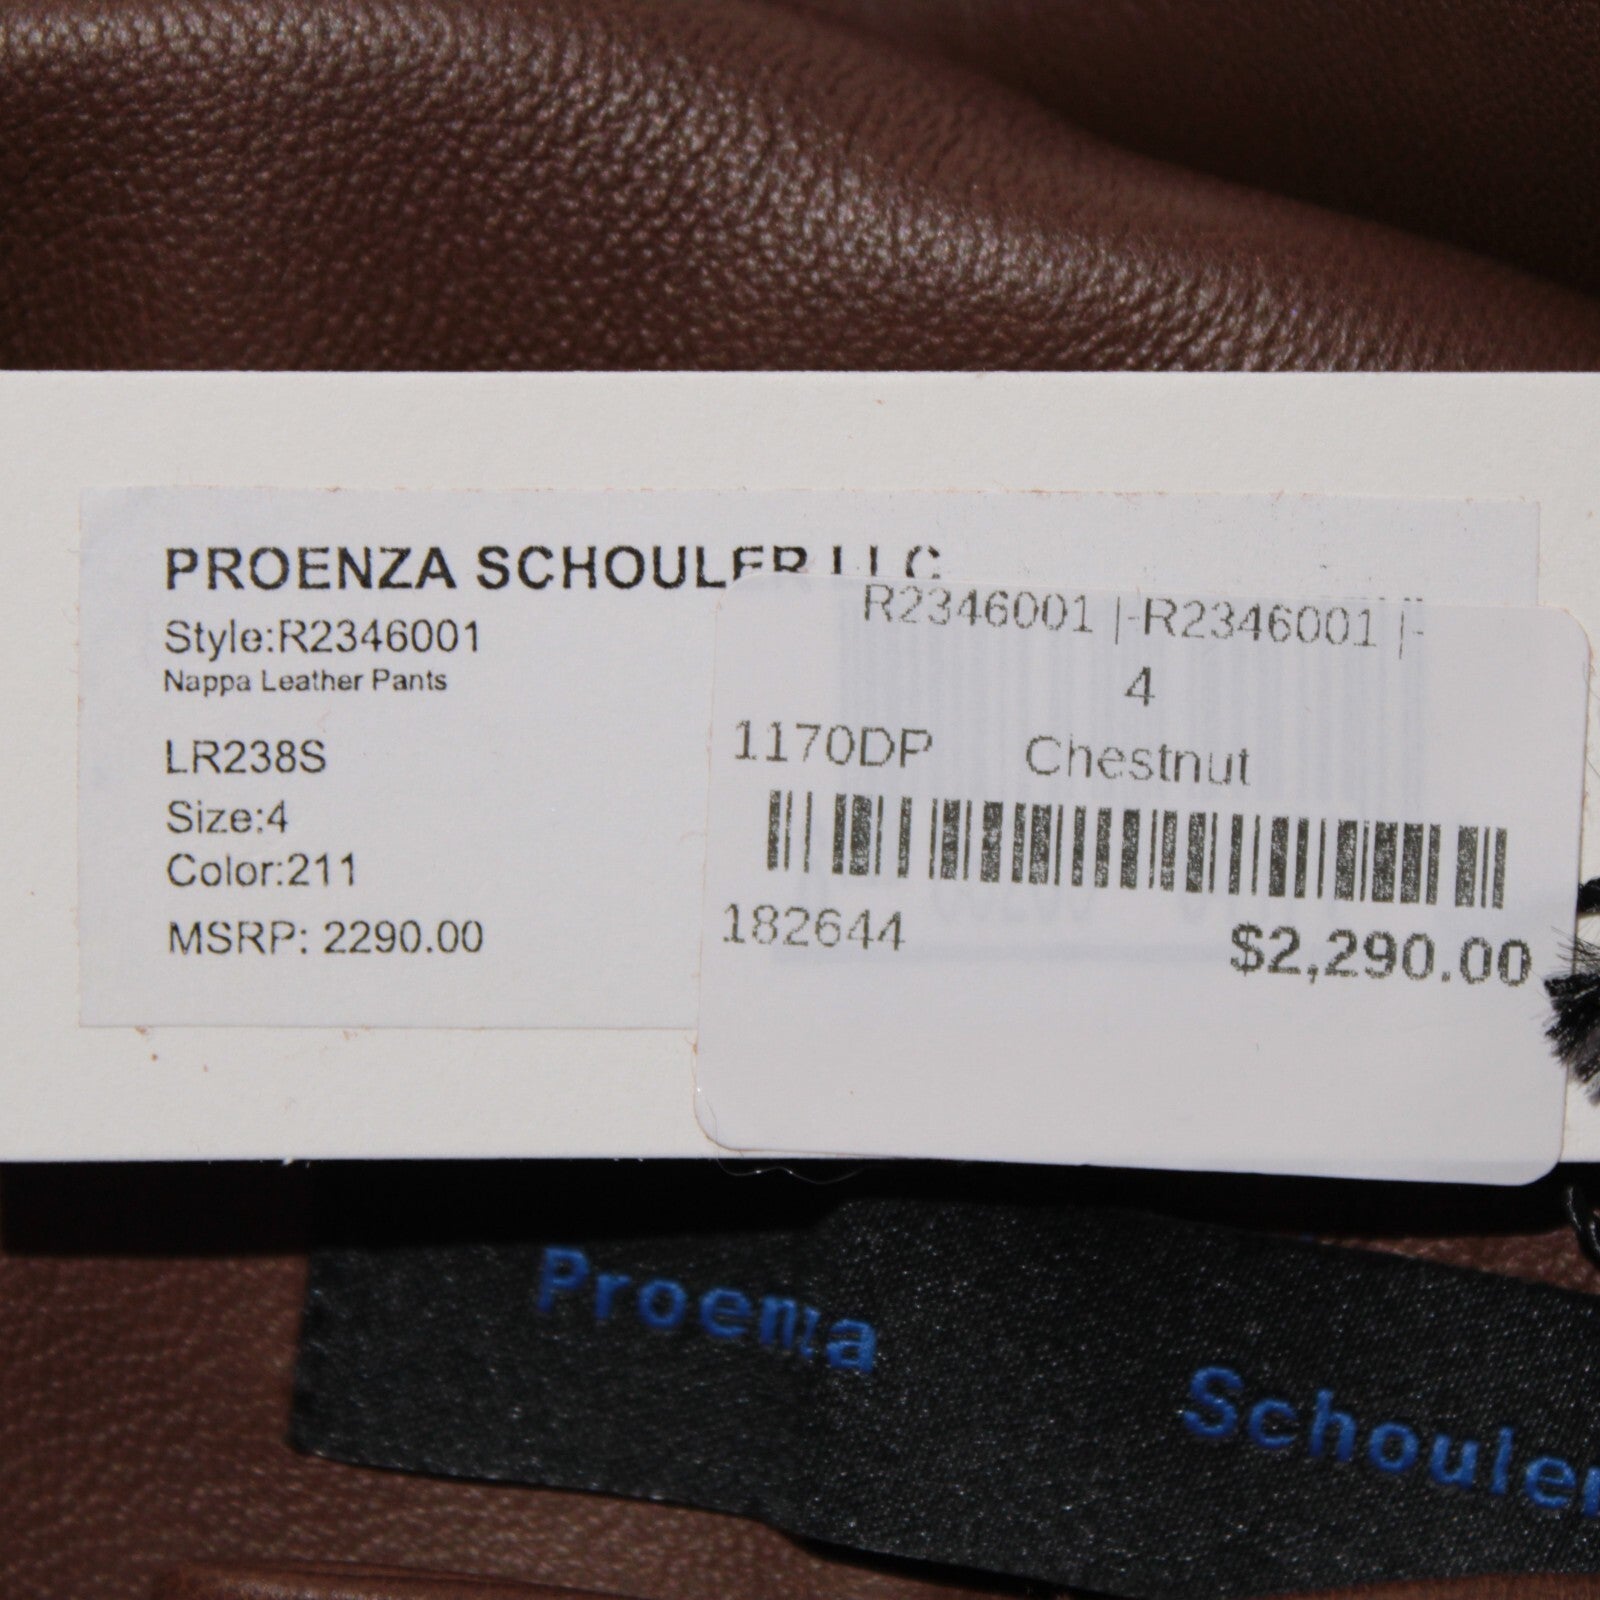 PROENZA SCHOULER LLC
Style:R2346001
Nappa Leather Pants
LR238S
Size:4
Color:211
MSRP: 2290.00
R2346001 |-R2346001 |-
4
1170DP Chestnut
182644 $2,290.00
Proenza Schouler